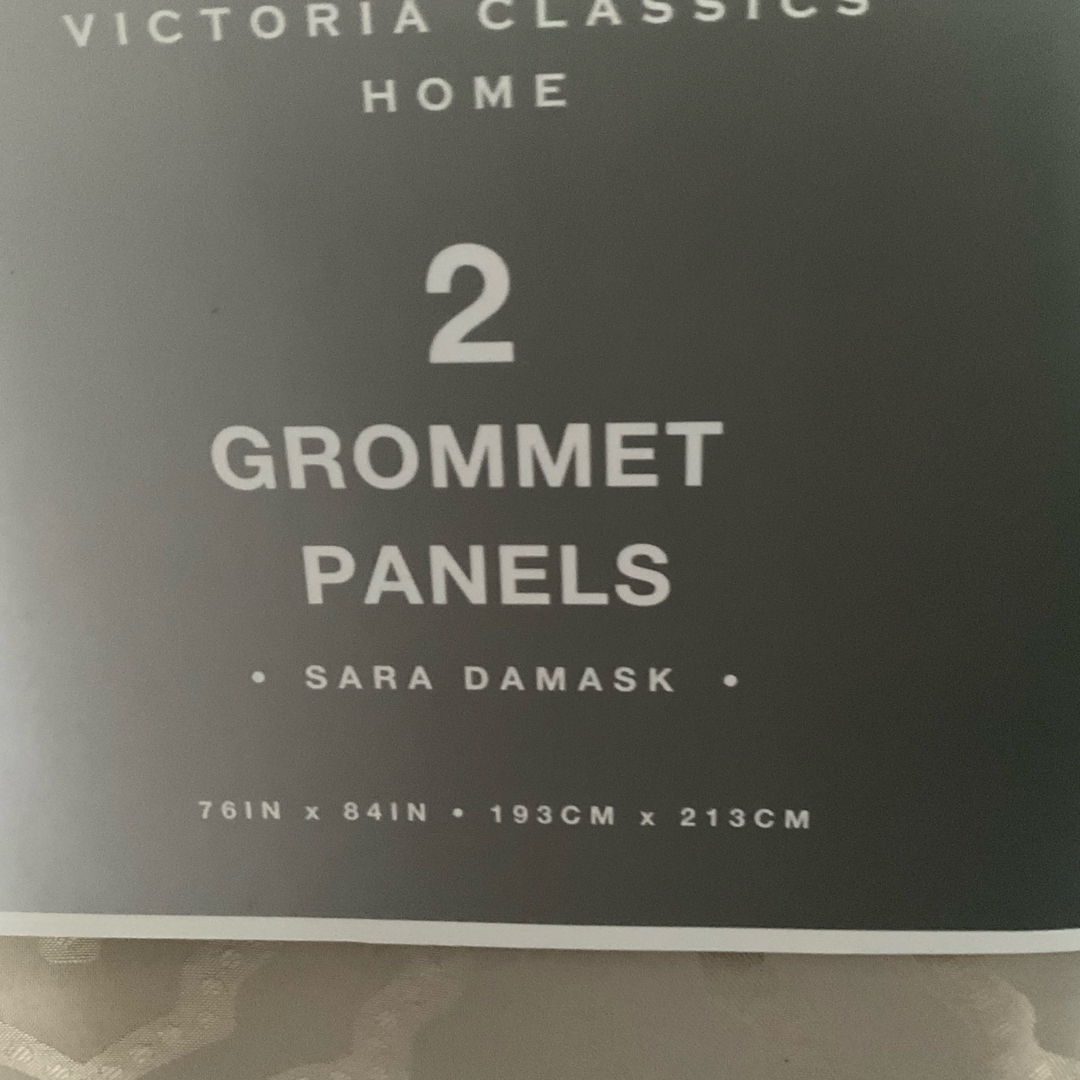 VICTORIA CLASSICS
HOME
2
GROMMET
PANELS
• SARA DAMASK •
76IN x 84IN • 193CM x 213CM